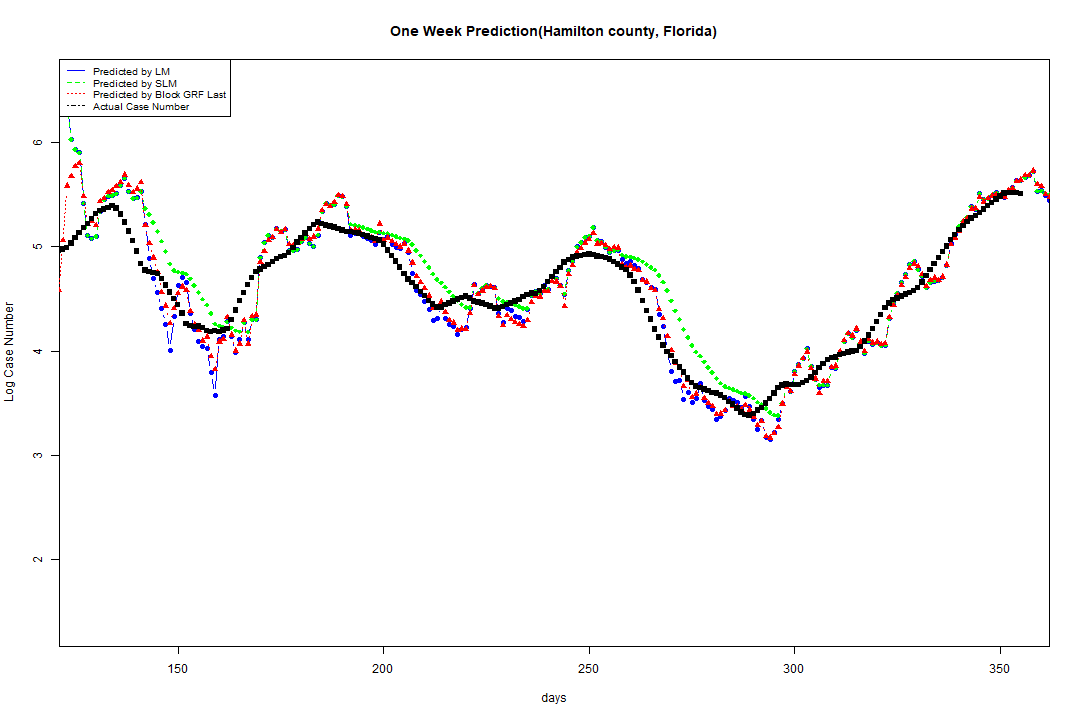 One Week Prediction(Hamilton county, Florida)
Predicted by LM
Predicted by SLM
Predicted by Block GRF Last
Actual Case Number
6
5
4
3
2
Log Case Number
150
200
250
300
350
days